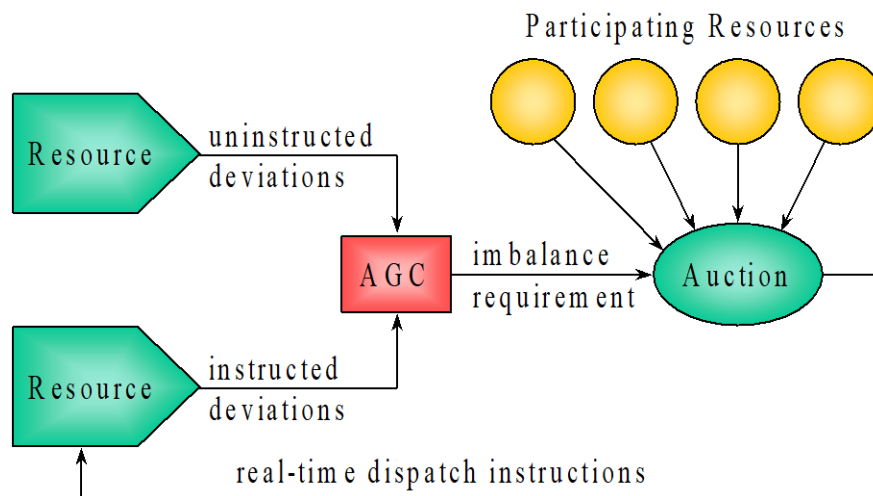 Participating Resources
Resource
uninstructed
deviations
AGC
imbalance
requirement
Auction
Resource
instructed
deviations
real-time dispatch instructions